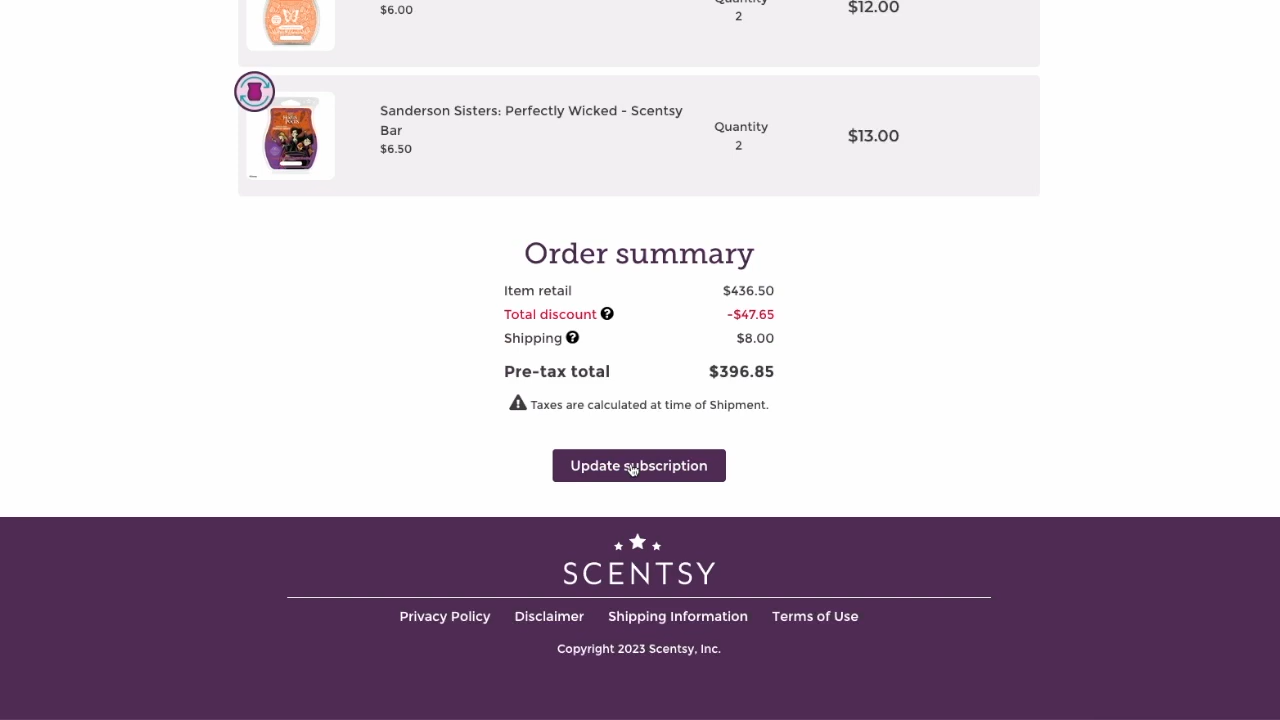 $6.00
Quantity
2
$12.00
Sanderson Sisters: Perfectly Wicked - Scentsy
Bar
$6.50
Quantity
2
$13.00
Order summary
Item retail $436.50
Total discount -$47.65
Shipping $8.00
Pre-tax total $396.85
Taxes are calculated at time of Shipment.
Update subscription
SCENTSY
Privacy Policy Disclaimer Shipping Information Terms of Use
Copyright 2023 Scentsy, Inc.